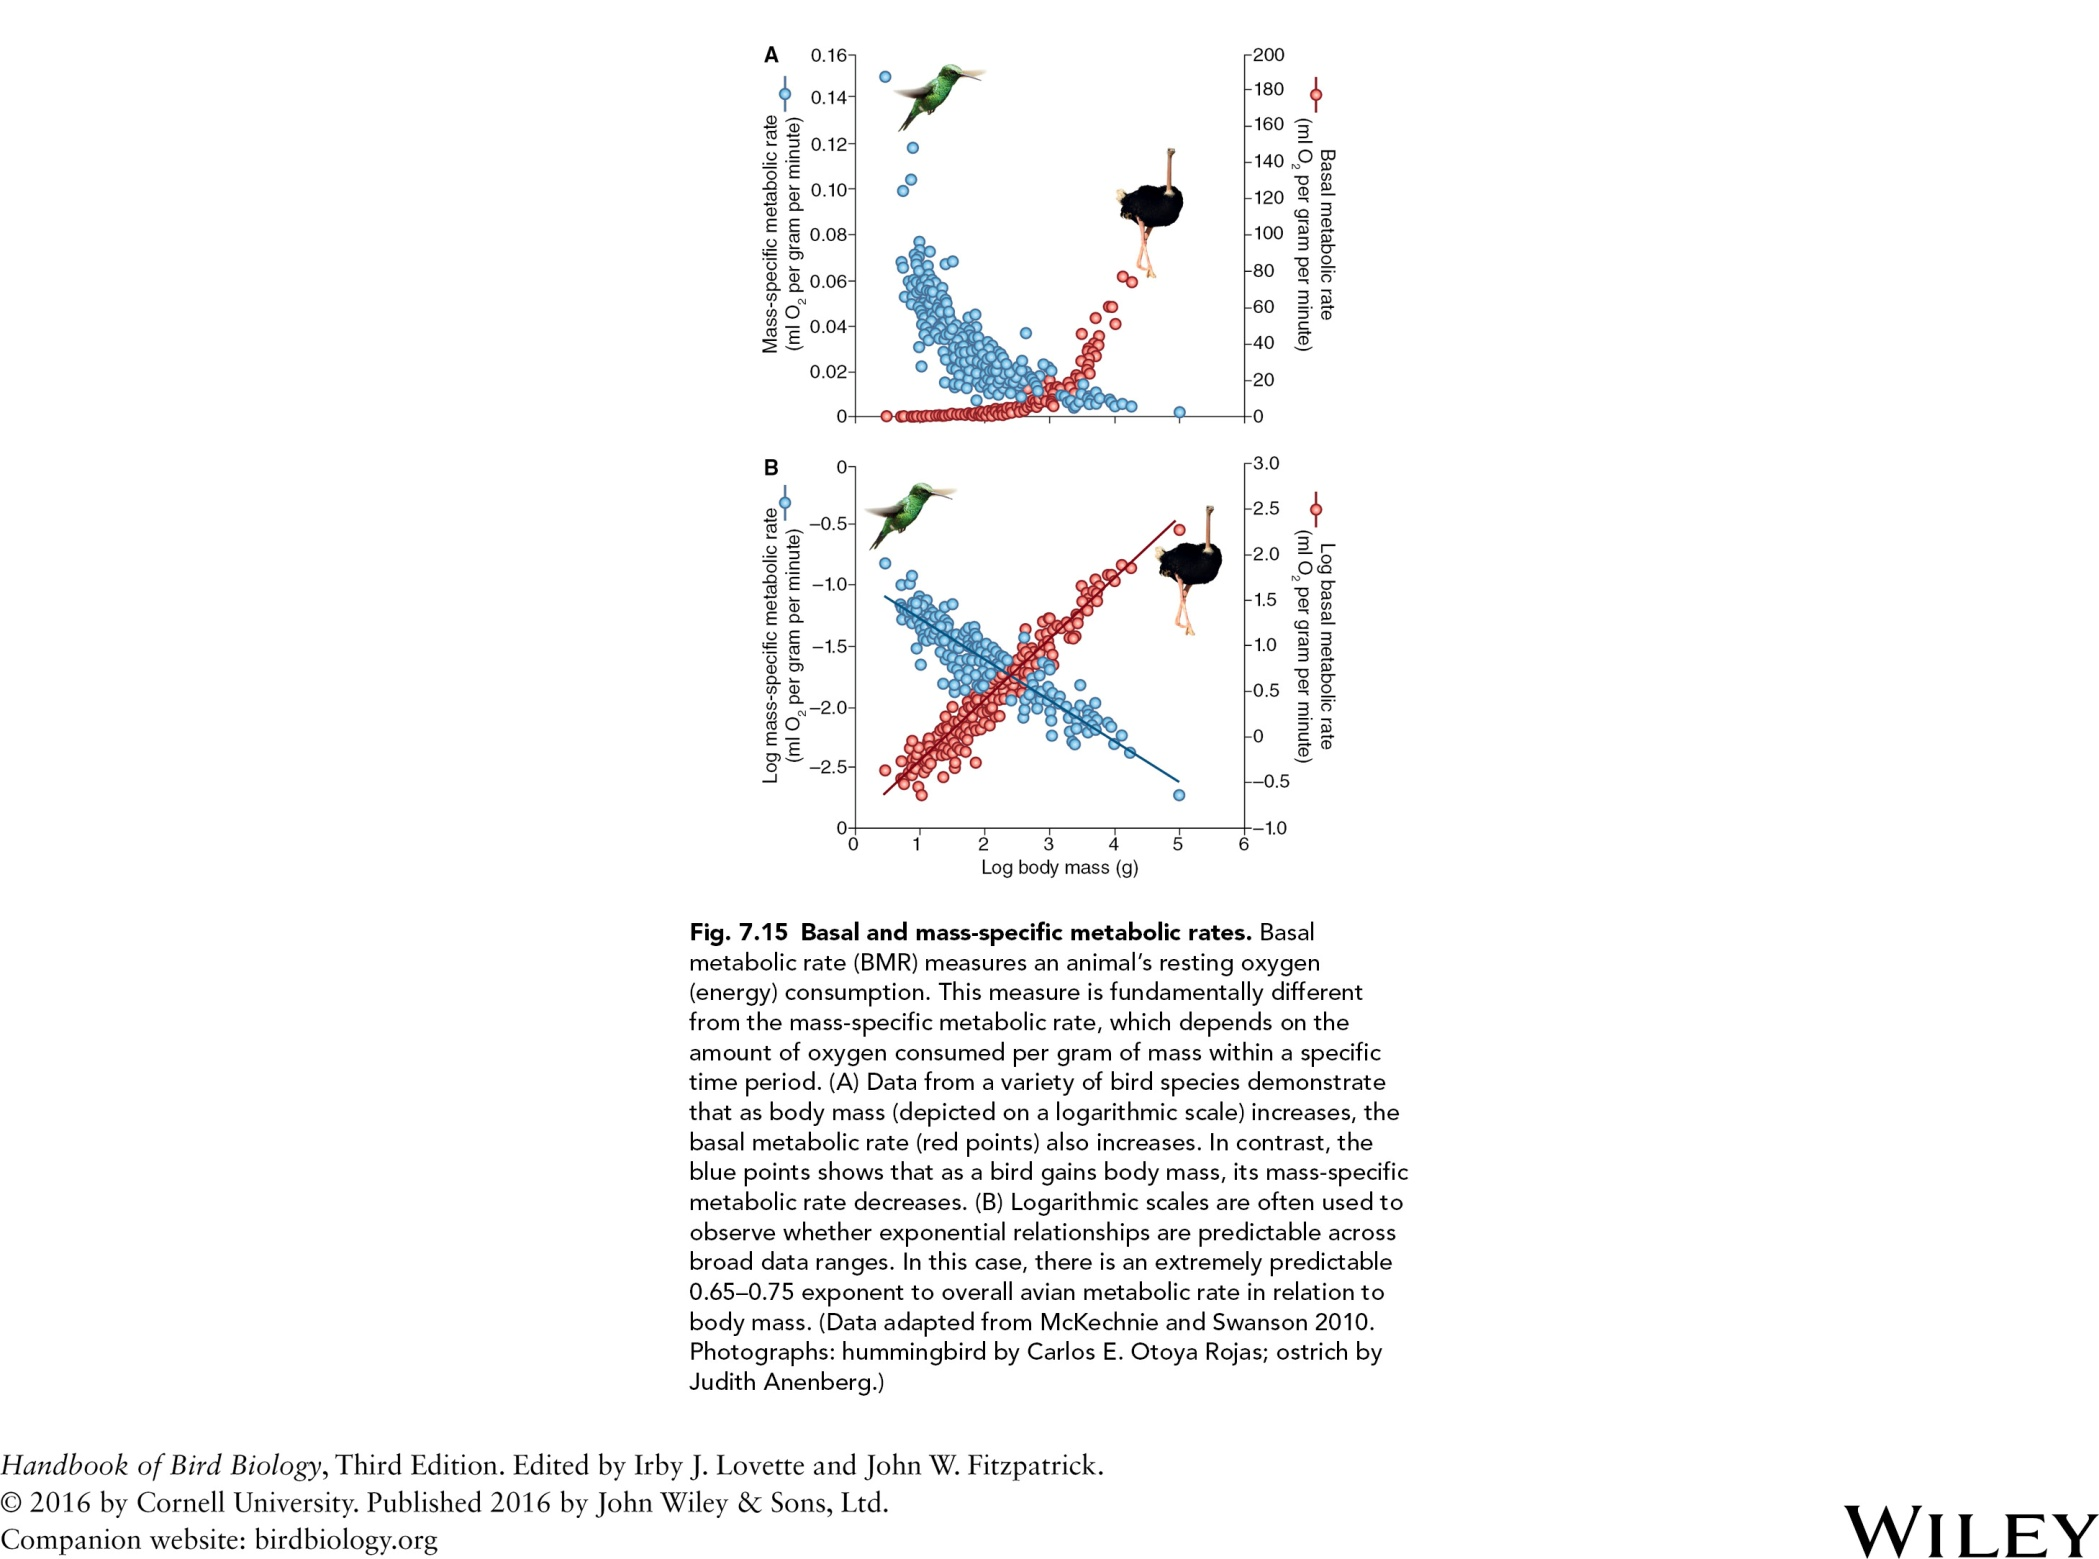 A
0.16
0.14
0.12
0.10
0.08
0.06
0.04
0.02
0
Mass-specific metabolic rate
(ml O2 per gram per minute)
200
180
160
140
120
100
80
60
40
20
0
Basal metabolic rate
(ml O2 per gram per minute)
B
0
–0.5
–1.0
–1.5
–2.0
–2.5
0
Log mass-specific metabolic rate
(ml O2 per gram per minute)
3.0
2.5
2.0
1.5
1.0
0.5
0
–0.5
–1.0
Log basal metabolic rate
(ml O2 per gram per minute)
0 1 2 3 4 5 6
Log body mass (g)
Fig. 7.15 Basal and mass-specific metabolic rates. Basal
metabolic rate (BMR) measures an animal's resting oxygen
(energy) consumption. This measure is fundamentally different
from the mass-specific metabolic rate, which depends on the
amount of oxygen consumed per gram of mass within a specific
time period. (A) Data from a variety of bird species demonstrate
that as body mass (depicted on a logarithmic scale) increases, the
basal metabolic rate (red points) also increases. In contrast, the
blue points shows that as a bird gains body mass, its mass-specific
metabolic rate decreases. (B) Logarithmic scales are often used to
observe whether exponential relationships are predictable across
broad data ranges. In this case, there is an extremely predictable
0.65–0.75 exponent to overall avian metabolic rate in relation to
body mass. (Data adapted from McKechnie and Swanson 2010.
Photographs: hummingbird by Carlos E. Otoya Rojas; ostrich by
Judith Anenberg.)
Handbook of Bird Biology, Third Edition. Edited by Irby J. Lovette and John W. Fitzpatrick.
© 2016 by Cornell University. Published 2016 by John Wiley & Sons, Ltd.
Companion website: birdbiology.org
WILEY